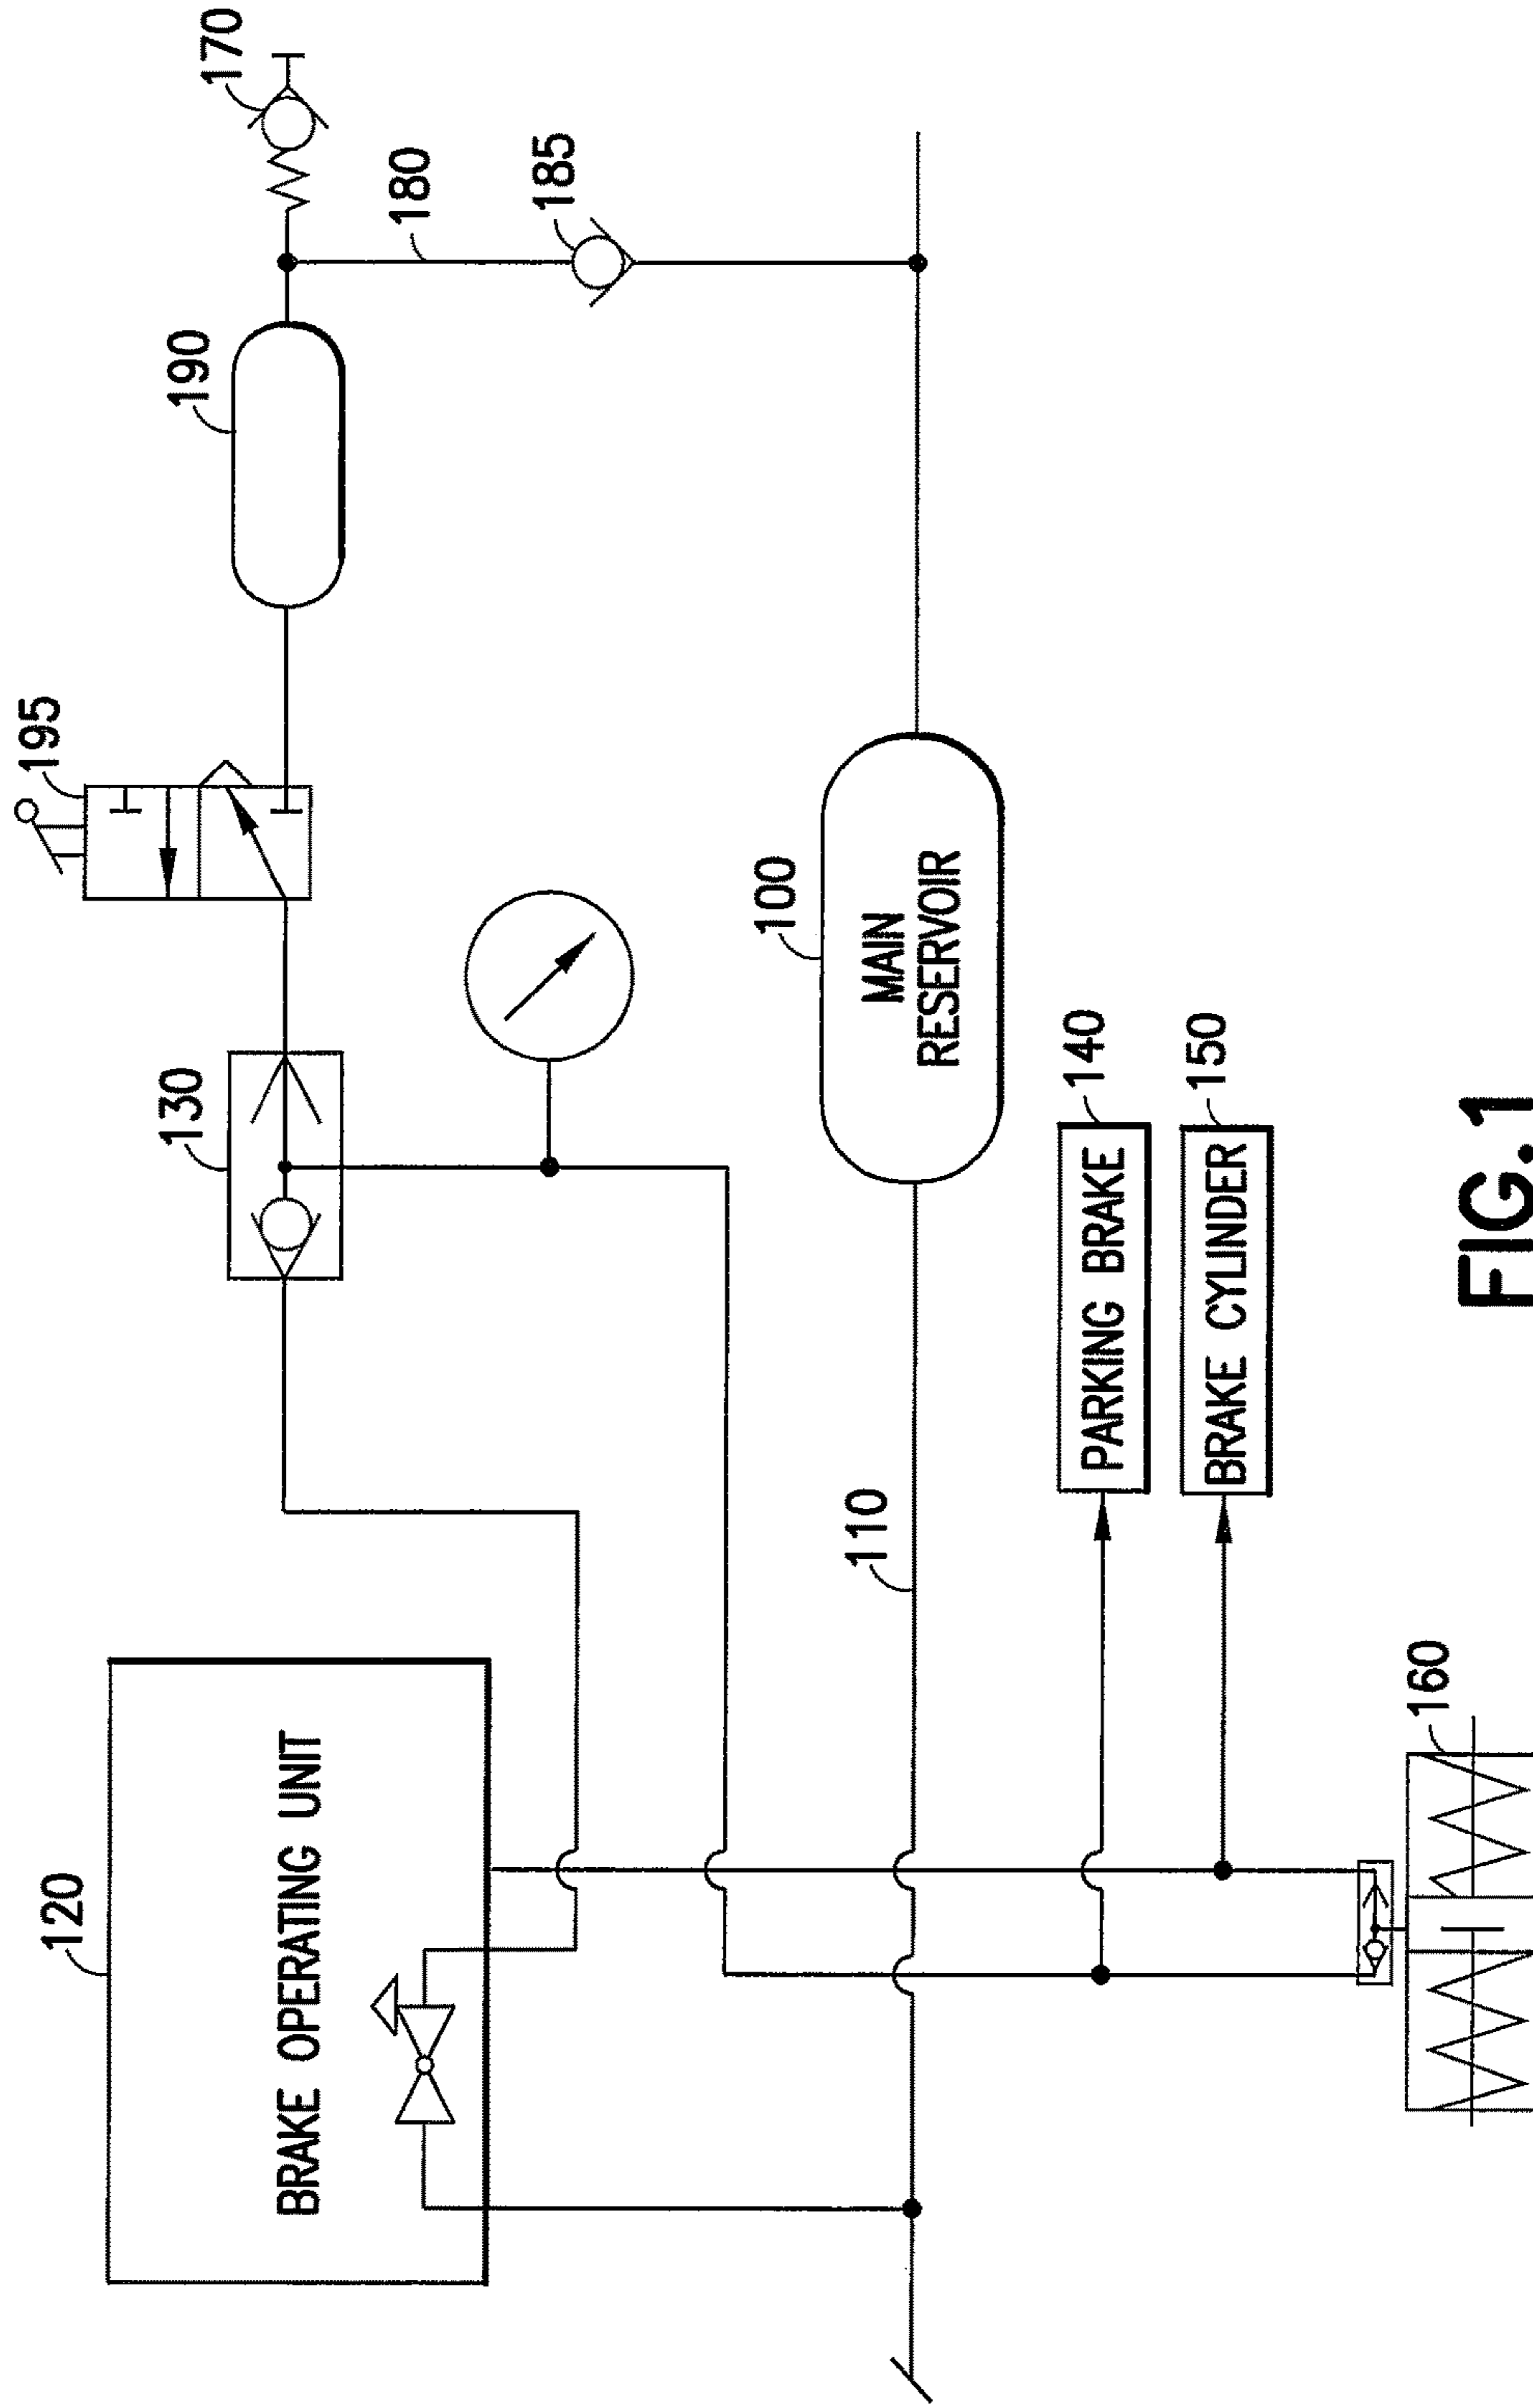 120
BRAKE OPERATING UNIT
130
195
190
170
180
185
110
100
MAIN
RESERVOIR
PARKING BRAKE
140
BRAKE CYLINDER
150
160
FIG. 1